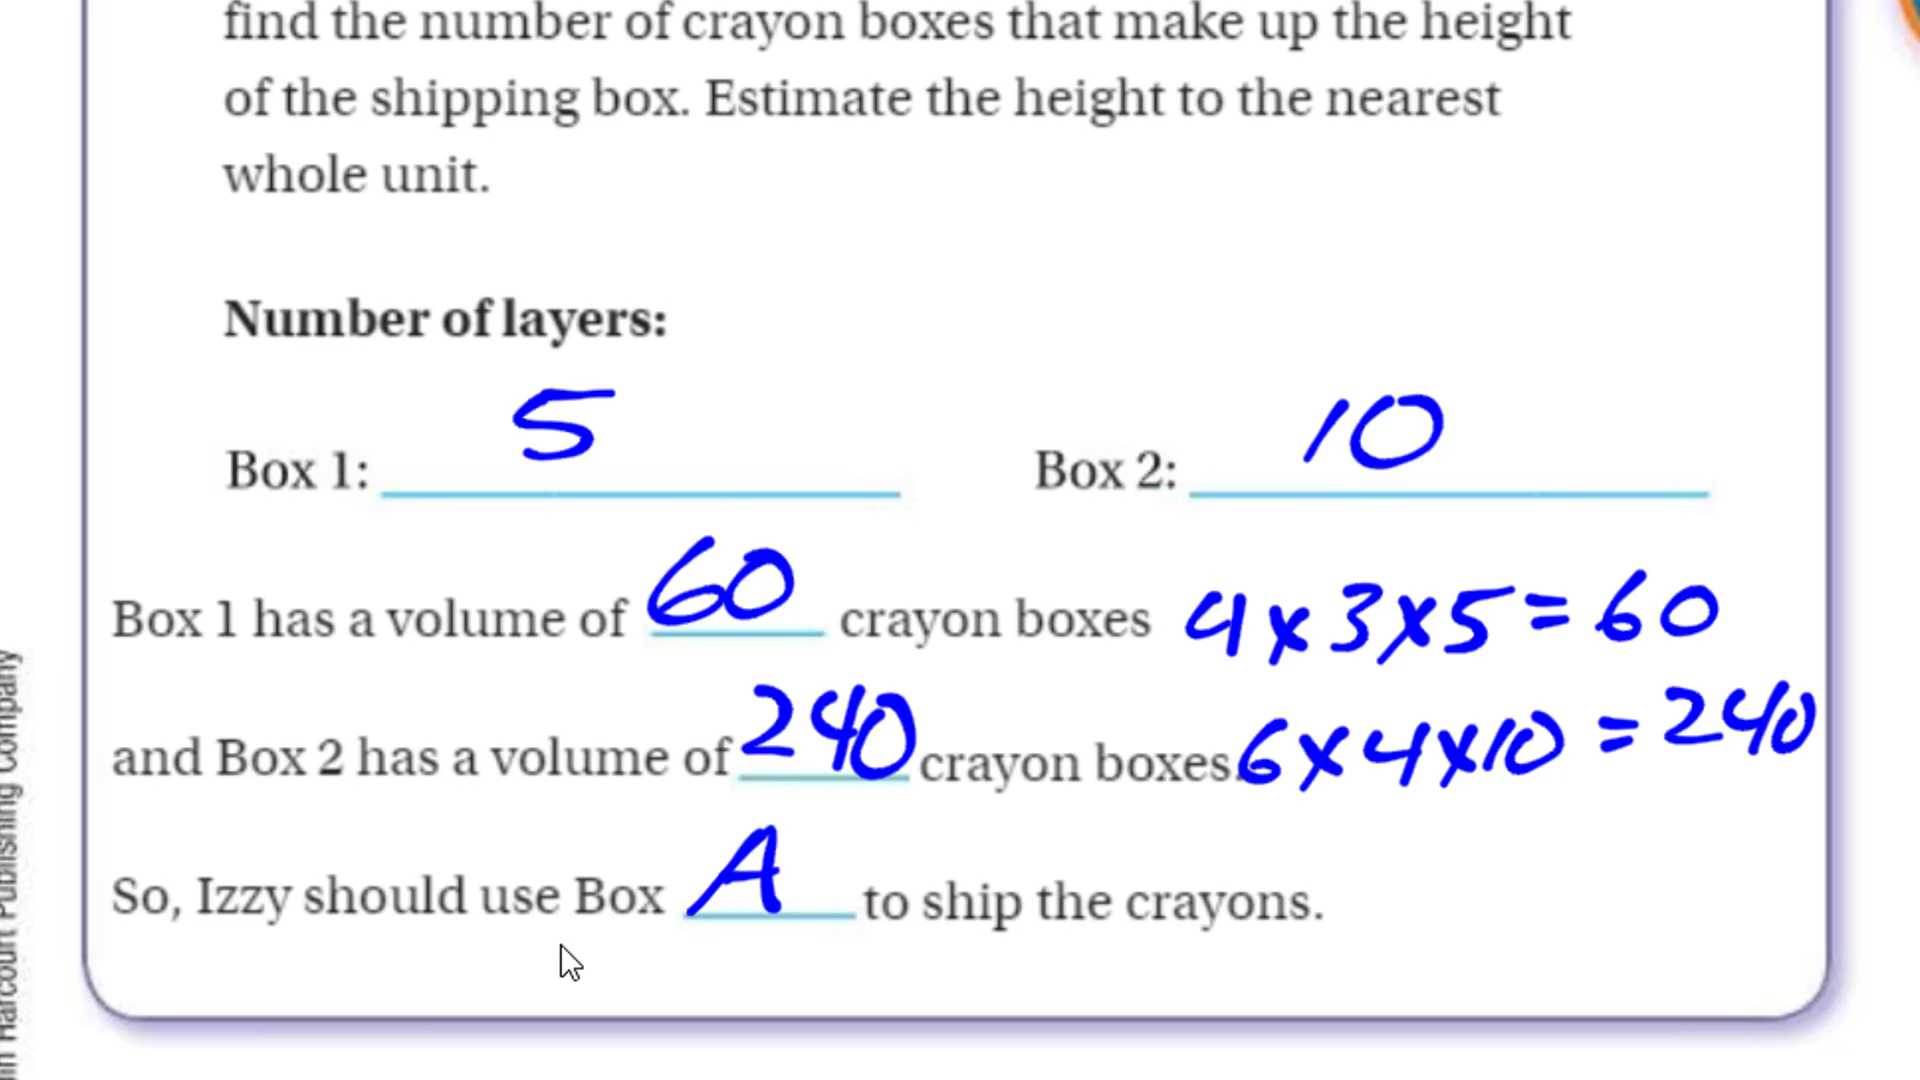 find the number of crayon boxes that make up the height
of the shipping box. Estimate the height to the nearest
whole unit.
Number of layers:
Box 1: 5 Box 2: 10
Box 1 has a volume of 60 crayon boxes 4x3x5=60
and Box 2 has a volume of 240 crayon boxes. 6x4x10=240
So, Izzy should use Box A to ship the crayons.
Harcourt Publishing Company